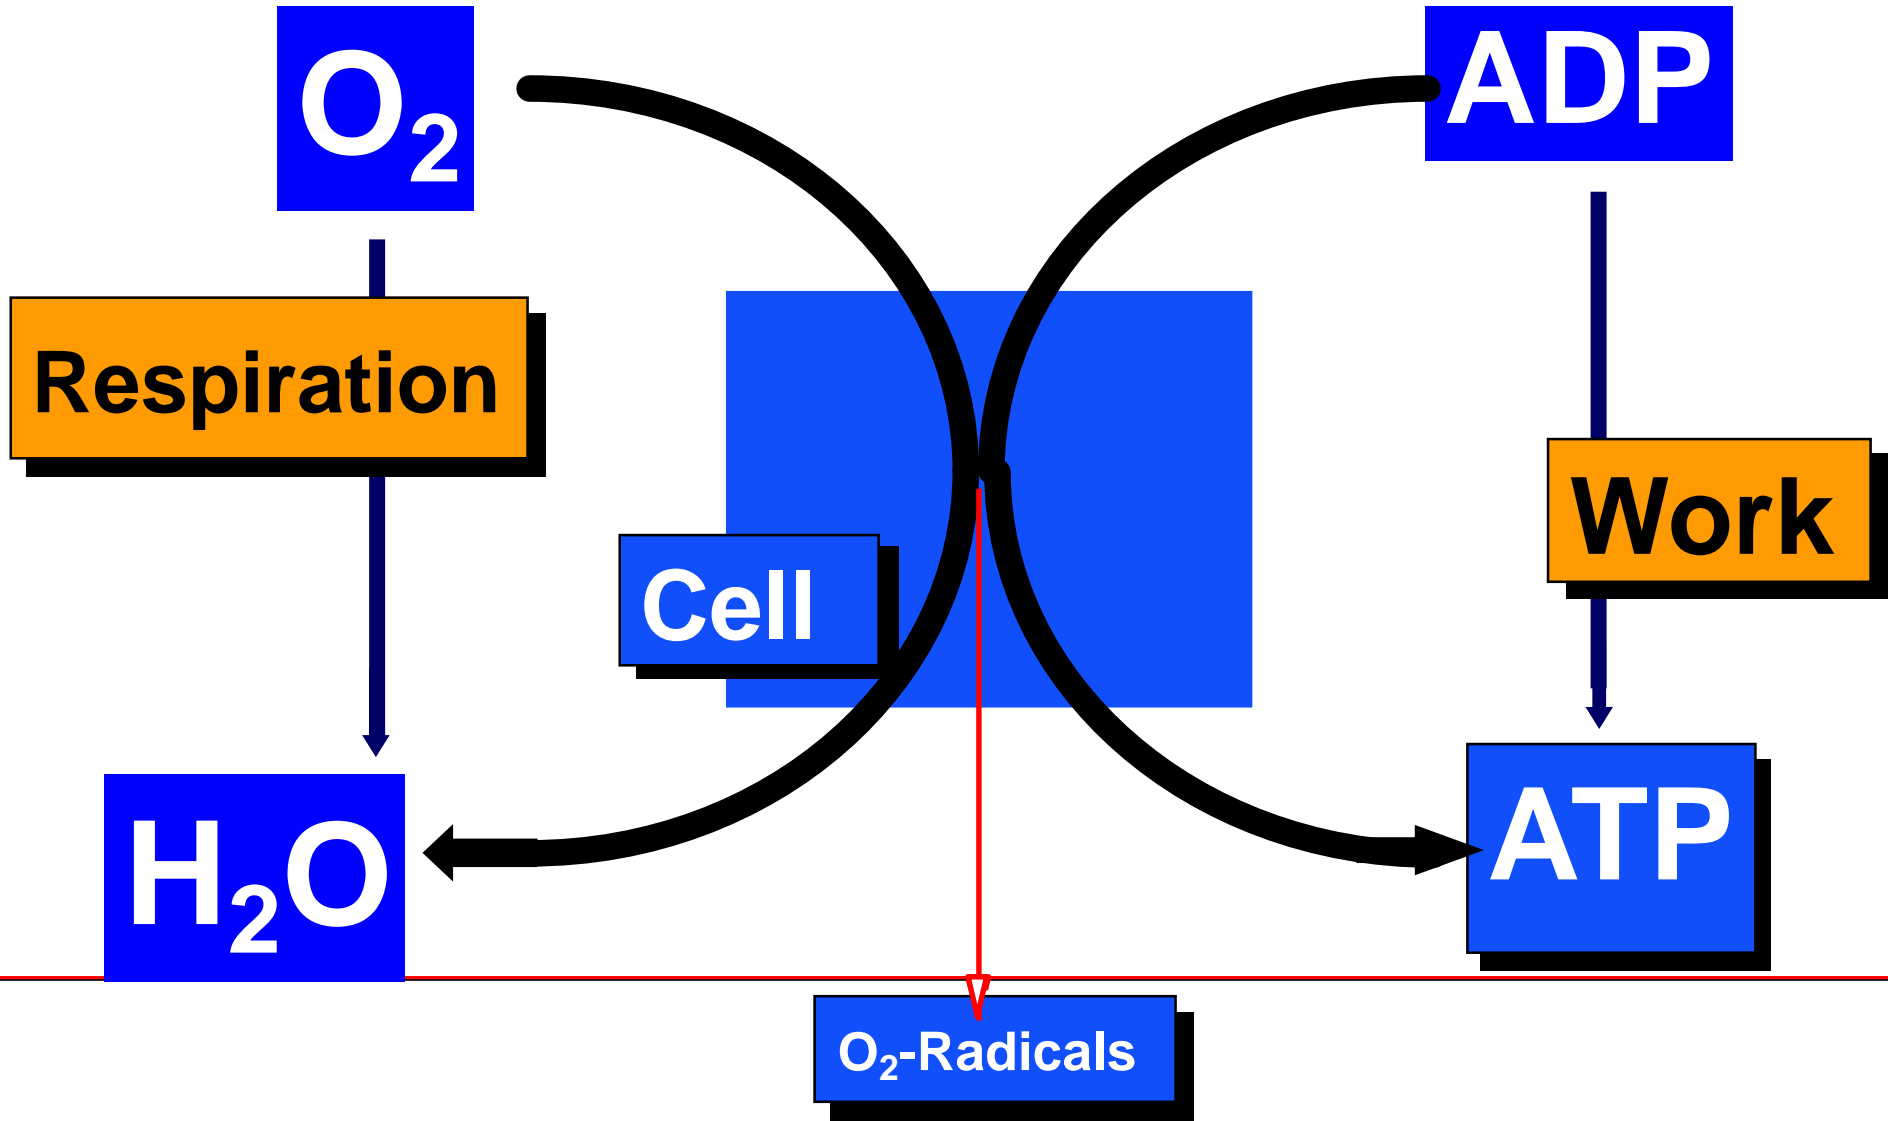 O₂
ADP
Respiration
Work
Cell
H₂O
ATP
O₂-Radicals